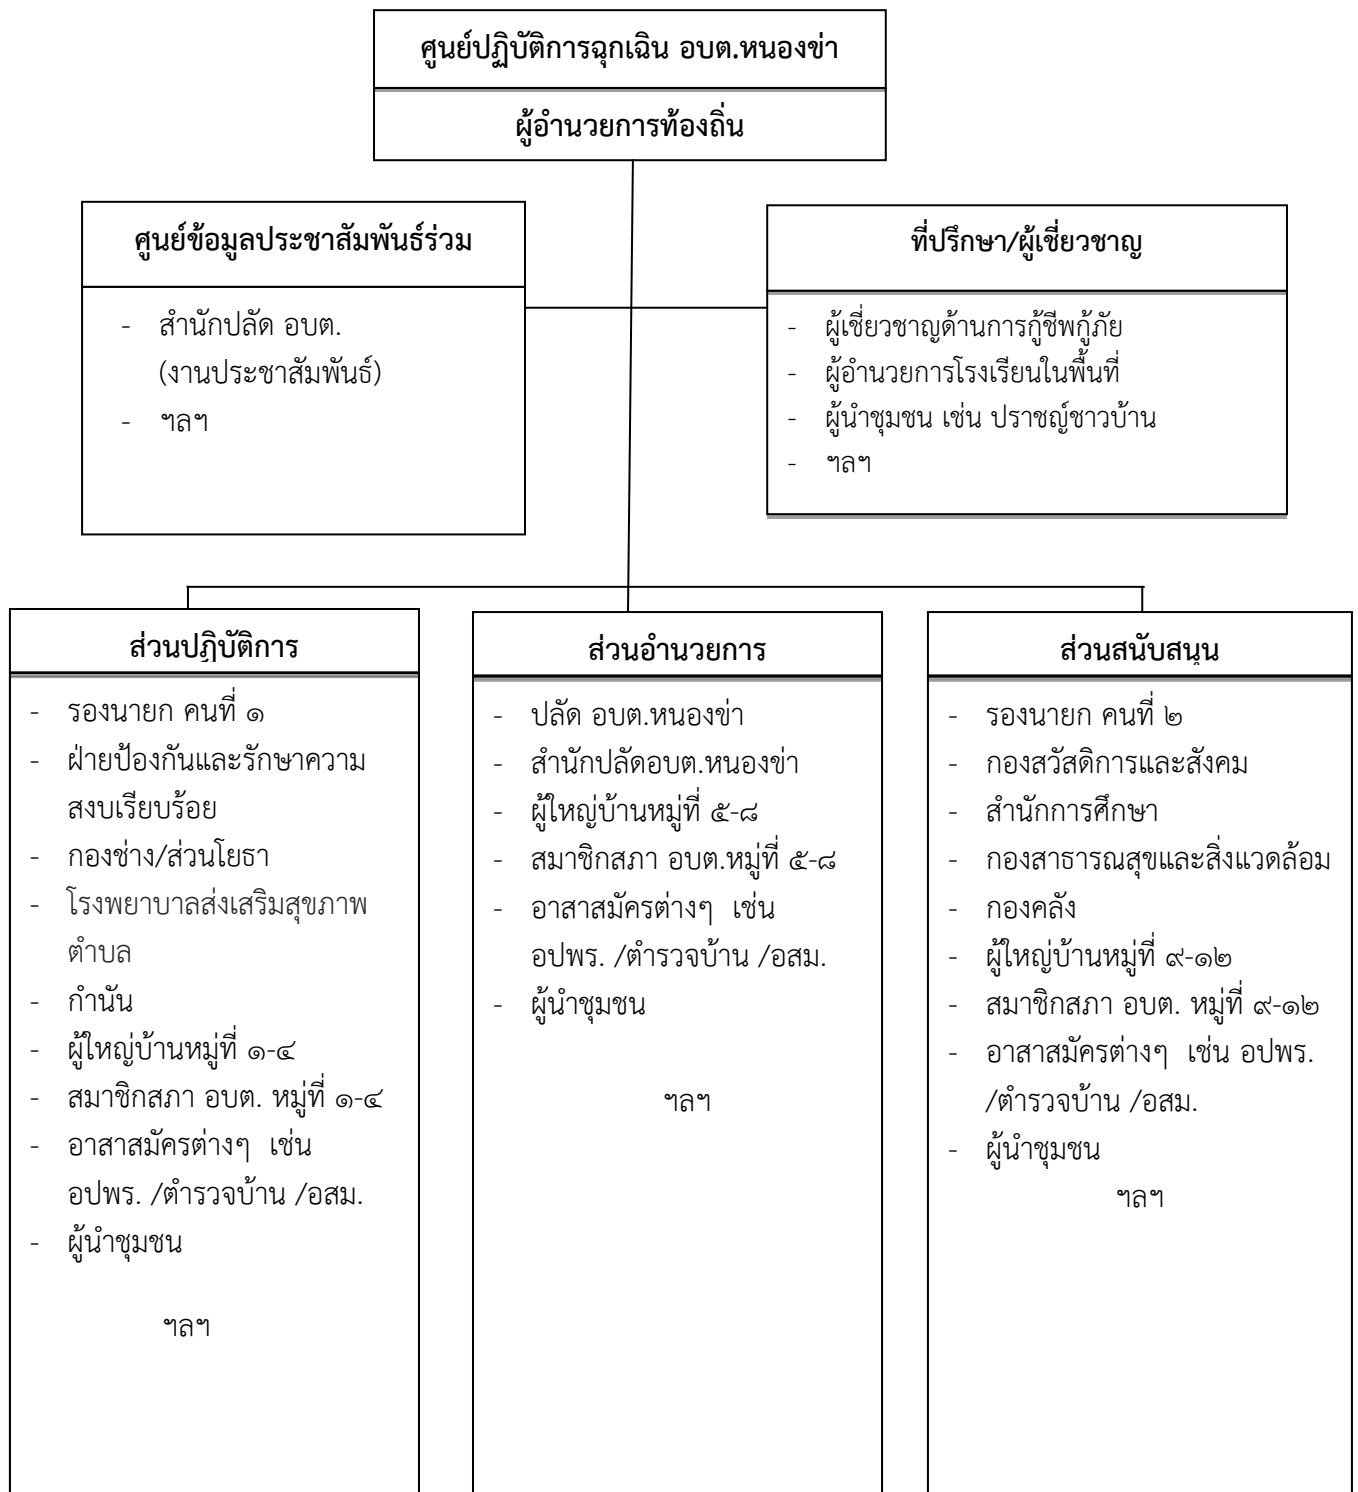 ศูนย์ปฏิบัติการฉุกเฉิน อบต.หนองข่า
ผู้อำนวยการท้องถิ่น
ศูนย์ข้อมูลประชาสัมพันธ์ร่วม
- สำนักปลัด อบต.
(งานประชาสัมพันธ์)
- ฯลฯ
ที่ปรึกษา/ผู้เชี่ยวชาญ
- ผู้เชี่ยวชาญด้านการกู้ชีพกู้ภัย
- ผู้อำนวยการโรงเรียนในพื้นที่
- ผู้นำชุมชน เช่น ปราชญ์ชาวบ้าน
- ฯลฯ
ส่วนปฏิบัติการ
- รองนายก คนที่ ๑
- ฝ่ายป้องกันและรักษาความ
สงบเรียบร้อย
- กองช่าง/ส่วนโยธา
- โรงพยาบาลส่งเสริมสุขภาพ
ตำบล
- กำนัน
- ผู้ใหญ่บ้านหมู่ที่ ๑-๔
- สมาชิกสภา อบต. หมู่ที่ ๑-๔
- อาสาสมัครต่างๆ เช่น
อปพร. /ตำรวจบ้าน /อสม.
- ผู้นำชุมชน
ฯลฯ
ส่วนอำนวยการ
- ปลัด อบต.หนองข่า
- สำนักปลัดอบต.หนองข่า
- ผู้ใหญ่บ้านหมู่ที่ ๕-๘
- สมาชิกสภา อบต.หมู่ที่ ๕-๘
- อาสาสมัครต่างๆ เช่น
อปพร. /ตำรวจบ้าน /อสม.
- ผู้นำชุมชน
ฯลฯ
ส่วนสนับสนุน
- รองนายก คนที่ ๒
- กองสวัสดิการและสังคม
- สำนักการศึกษา
- กองสาธารณสุขและสิ่งแวดล้อม
- กองคลัง
- ผู้ใหญ่บ้านหมู่ที่ ๙-๑๒
- สมาชิกสภา อบต. หมู่ที่ ๙-๑๒
- อาสาสมัครต่างๆ เช่น อปพร.
/ตำรวจบ้าน /อสม.
- ผู้นำชุมชน
ฯลฯ